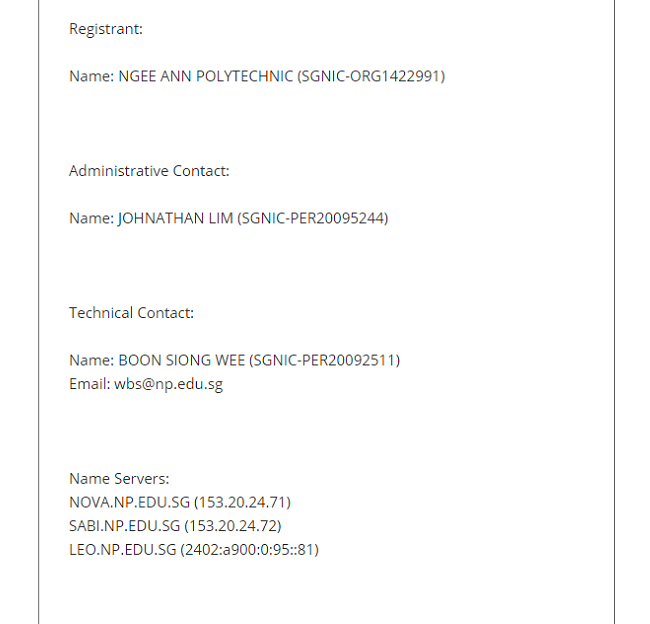 Registrant:
Name: NGEE ANN POLYTECHNIC (SGNIC-ORG1422991)
Administrative Contact:
Name: JOHNATHAN LIM (SGNIC-PER20095244)
Technical Contact:
Name: BOON SIONG WEE (SGNIC-PER20092511)
Email: wbs@np.edu.sg
Name Servers:
NOVA.NP.EDU.SG (153.20.24.71)
SABI.NP.EDU.SG (153.20.24.72)
LEO.NP.EDU.SG (2402:a900:0:95::81)